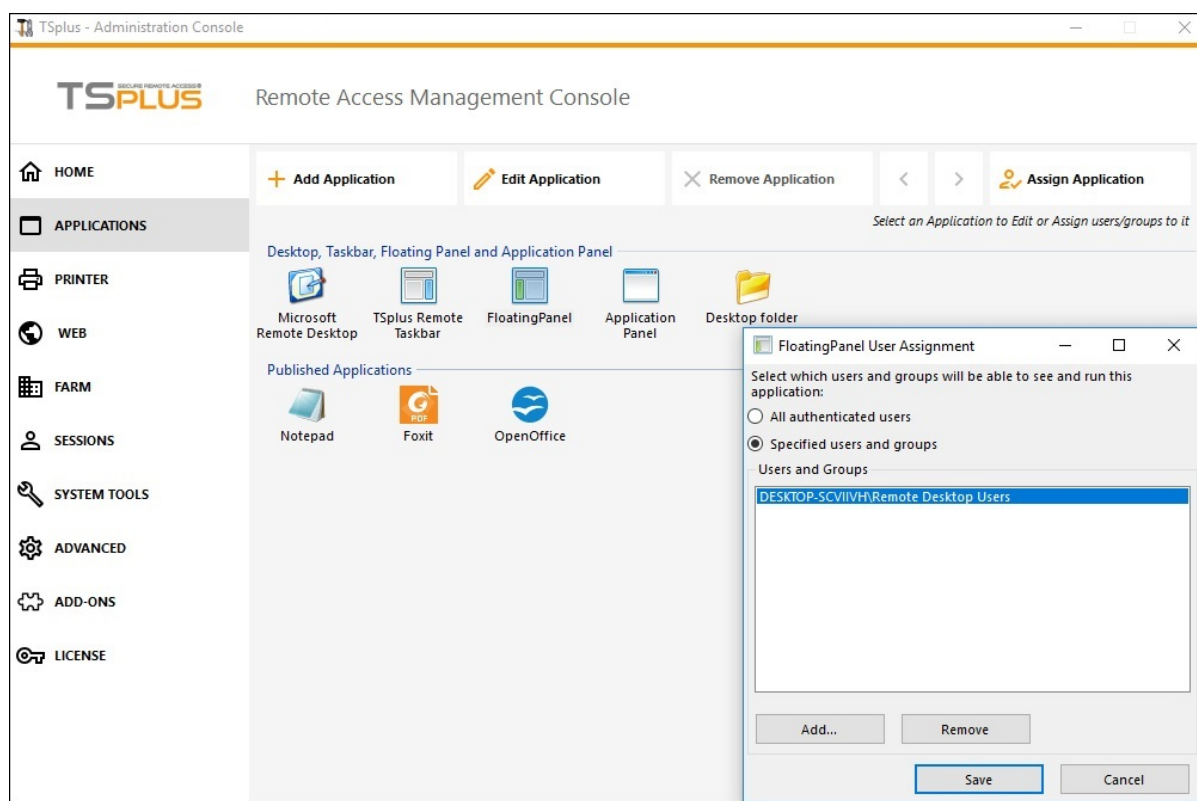 TSplus - Administration Console
SECURE REMOTE ACCESS®
TSPLUS
Remote Access Management Console
HOME
APPLICATIONS
PRINTER
WEB
FARM
SESSIONS
SYSTEM TOOLS
ADVANCED
ADD-ONS
LICENSE
Add Application
Edit Application
Remove Application
Assign Application
Select an Application to Edit or Assign users/groups to it
Desktop, Taskbar, Floating Panel and Application Panel
Microsoft
Remote Desktop
TSplus Remote
Taskbar
FloatingPanel
Application
Panel
Desktop folder
Published Applications
Notepad
PDF
Foxit
OpenOffice
FloatingPanel User Assignment
Select which users and groups will be able to see and run this
application:
All authenticated users
Specified users and groups
Users and Groups
DESKTOP-SCVIIVH\Remote Desktop Users
Add...
Remove
Save
Cancel